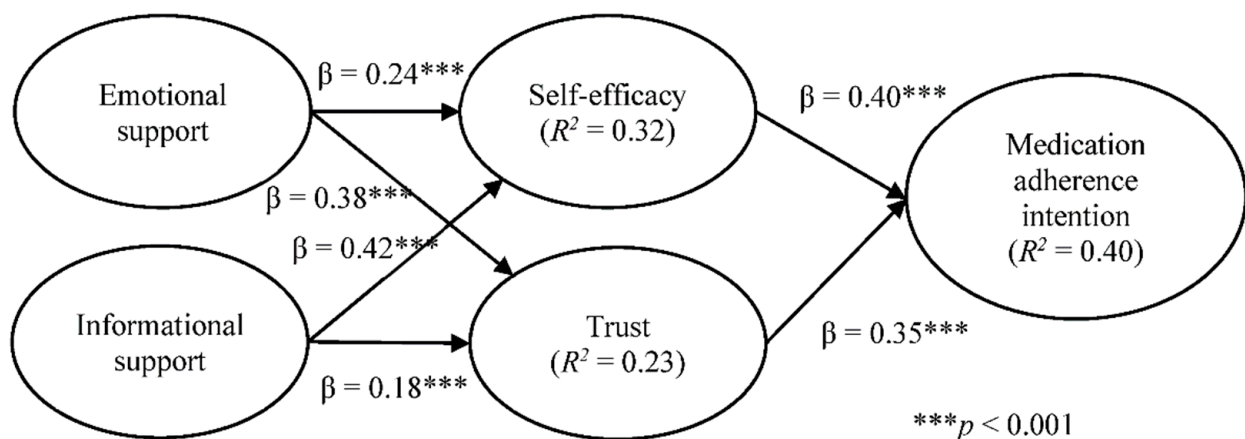 Emotional
support
β = 0.24***
Self-efficacy
(R² = 0.32)
β = 0.40***
Medication
adherence
intention
(R² = 0.40)
β = 0.38***
β = 0.42***
Informational
support
β = 0.18***
Trust
(R² = 0.23)
β = 0.35***
***p < 0.001